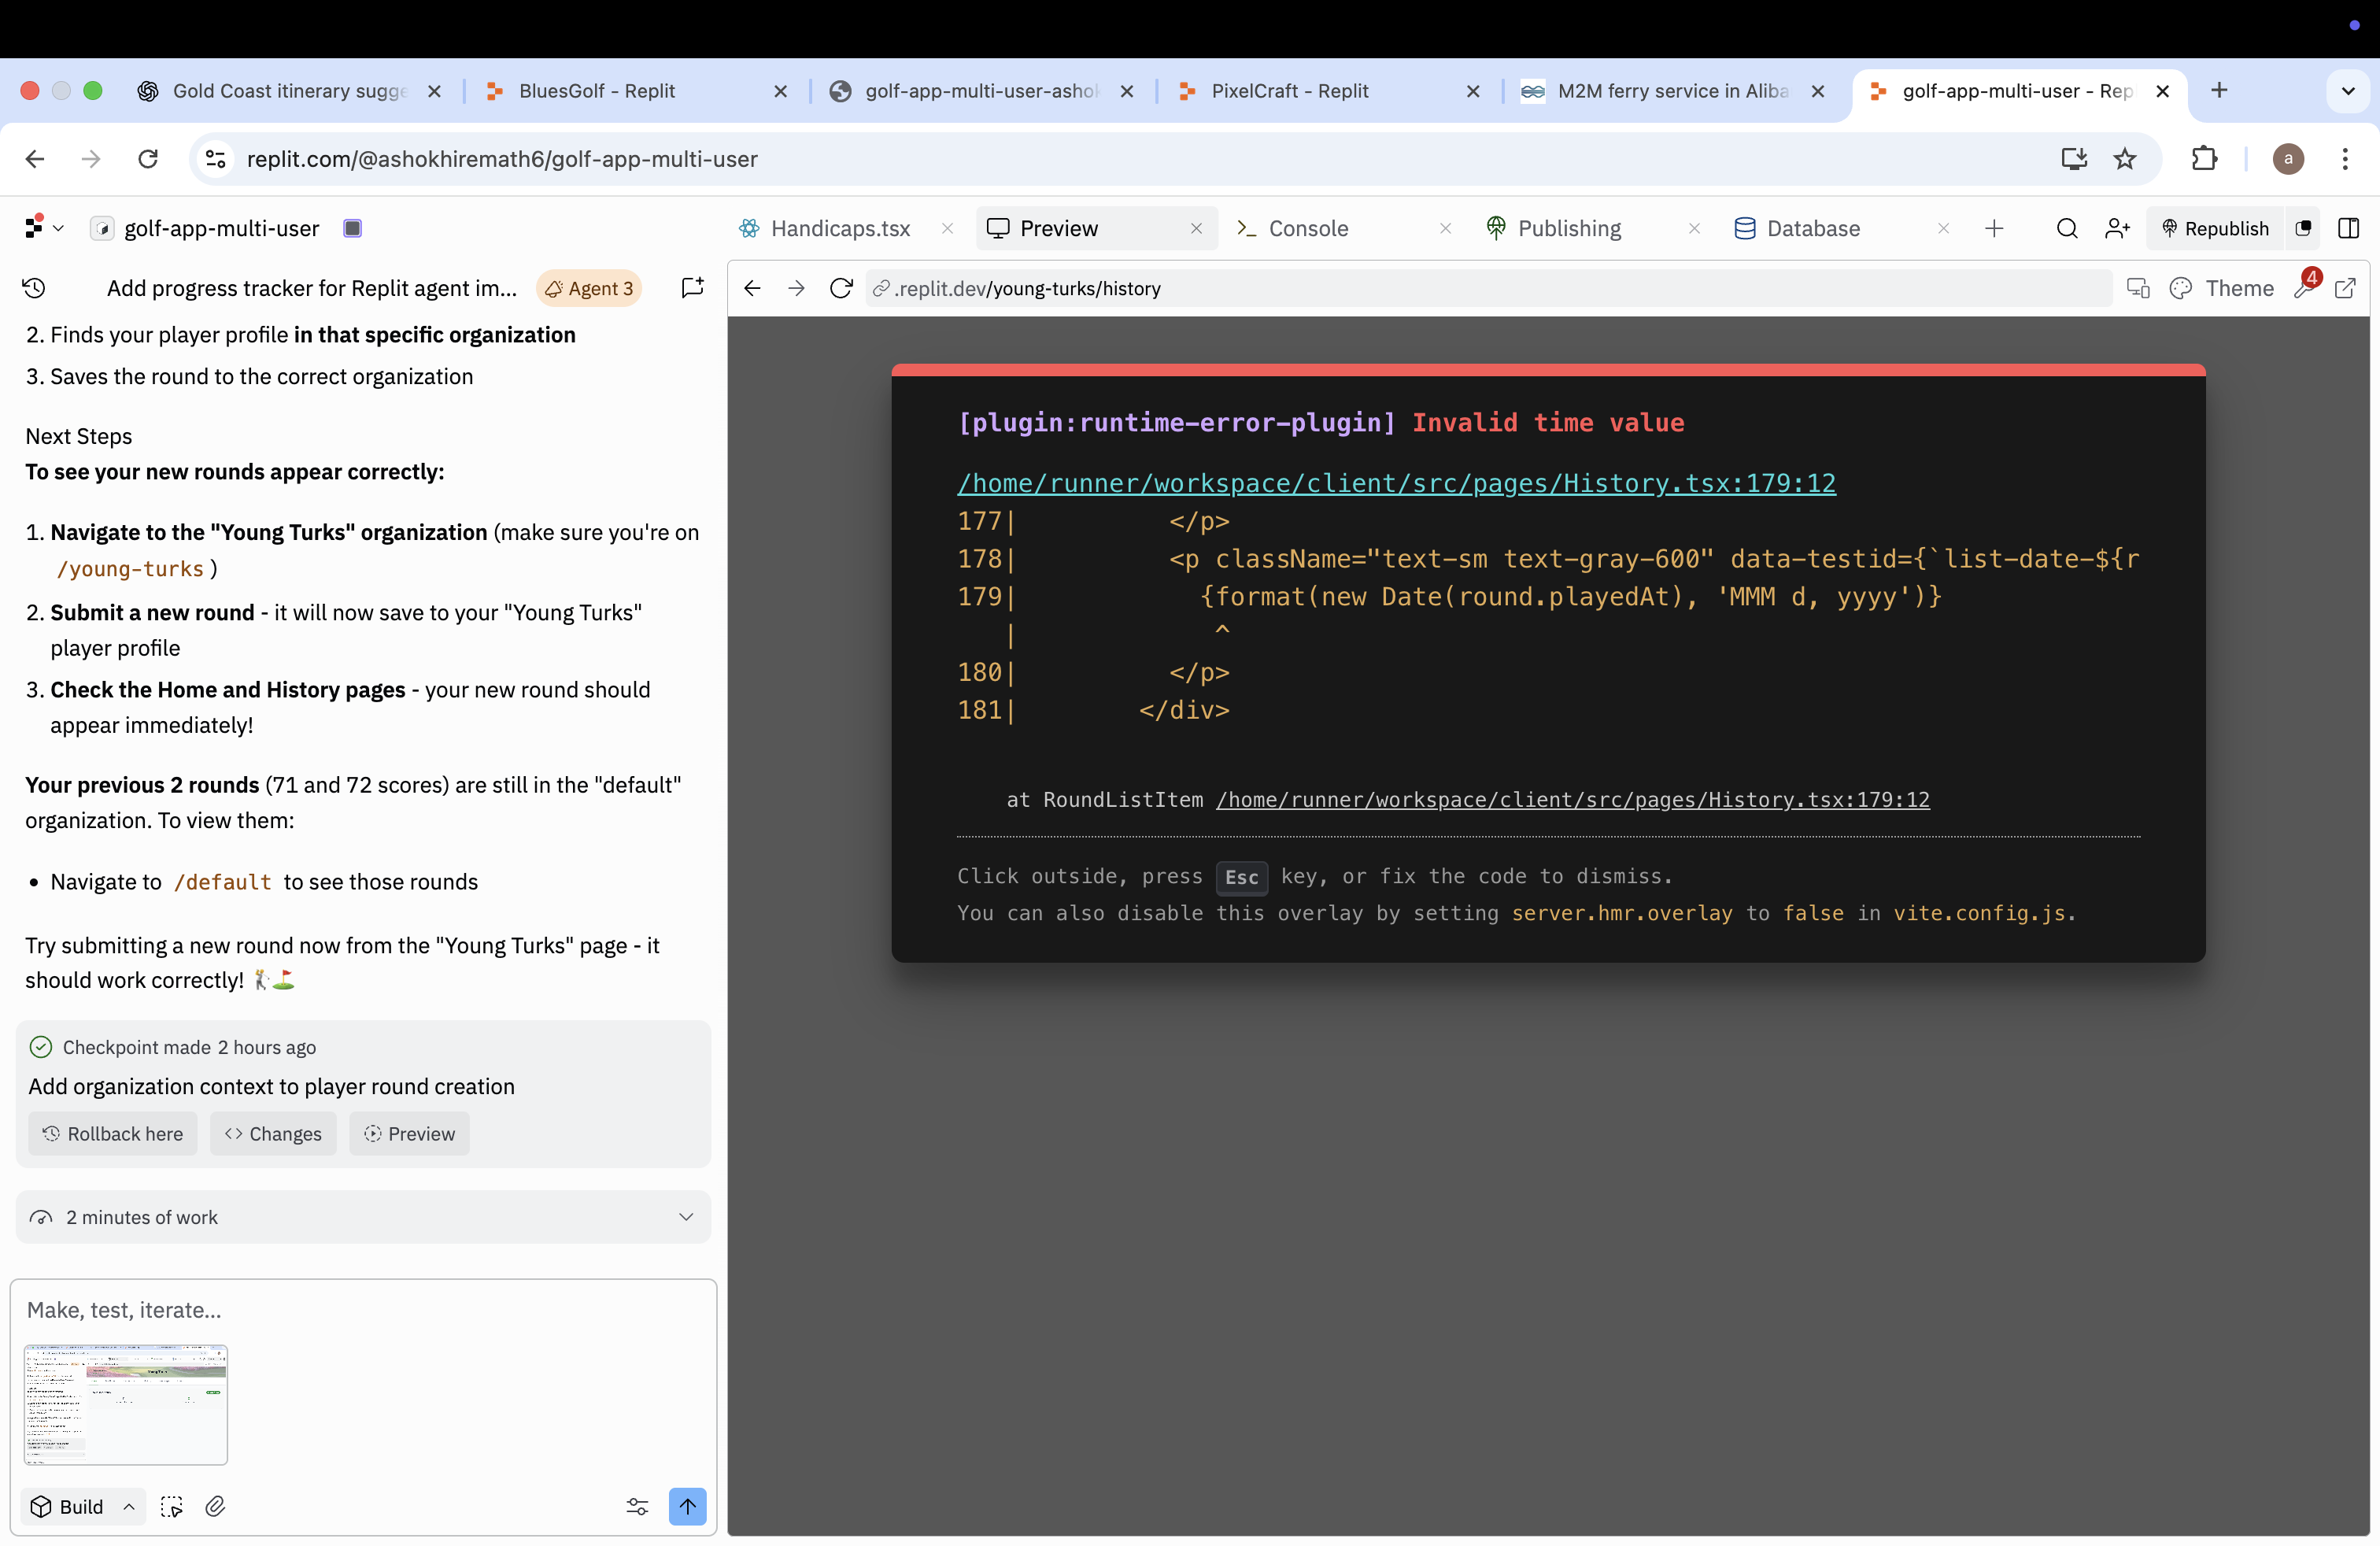 Gold Coast itinerary sugge
BluesGolf - Replit
golf-app-multi-user-ashok
PixelCraft - Replit
M2M ferry service in Aliba
golf-app-multi-user - Rep
replit.com/@ashokhiremath6/golf-app-multi-user
a
golf-app-multi-user
Handicaps.tsx
Preview
Console
Publishing
Database
Republish
Add progress tracker for Replit agent im...
Agent 3
.replit.dev/young-turks/history
Theme
4
2. Finds your player profile in that specific organization
3. Saves the round to the correct organization
Next Steps
To see your new rounds appear correctly:
1. Navigate to the "Young Turks" organization (make sure you're on
/young-turks )
2. Submit a new round - it will now save to your "Young Turks"
player profile
3. Check the Home and History pages - your new round should
appear immediately!
Your previous 2 rounds (71 and 72 scores) are still in the "default"
organization. To view them:
• Navigate to /default to see those rounds
Try submitting a new round now from the "Young Turks" page - it
should work correctly! 🏌️⛳
Checkpoint made 2 hours ago
Add organization context to player round creation
Rollback here
Changes
Preview
2 minutes of work
Make, test, iterate...
Build
[plugin:runtime-error-plugin] Invalid time value
/home/runner/workspace/client/src/pages/History.tsx:179:12
177|          </p>
178|          <p className="text-sm text-gray-600" data-testid={`list-date-${r
179|            {format(new Date(round.playedAt), 'MMM d, yyyy')}
   |             ^
180|          </p>
181|        </div>
at RoundListItem /home/runner/workspace/client/src/pages/History.tsx:179:12
Click outside, press Esc key, or fix the code to dismiss.
You can also disable this overlay by setting server.hmr.overlay to false in vite.config.js.